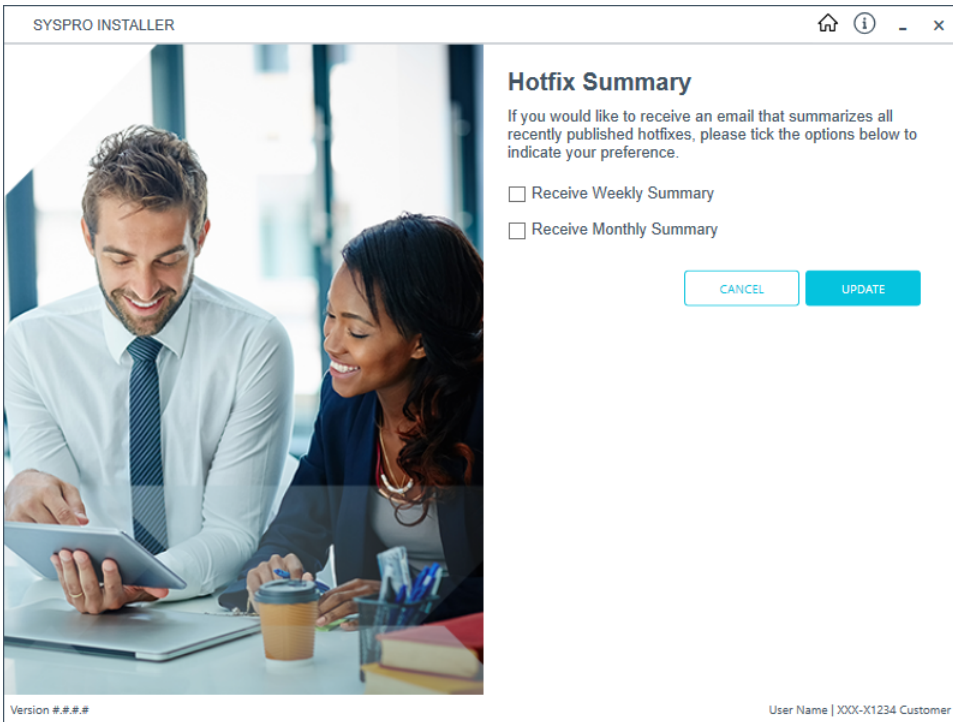 SYSPRO INSTALLER
Hotfix Summary
If you would like to receive an email that summarizes all
recently published hotfixes, please tick the options below to
indicate your preference.
Receive Weekly Summary
Receive Monthly Summary
CANCEL
UPDATE
Version #.#.#.#
User Name | XXX-X1234 Customer